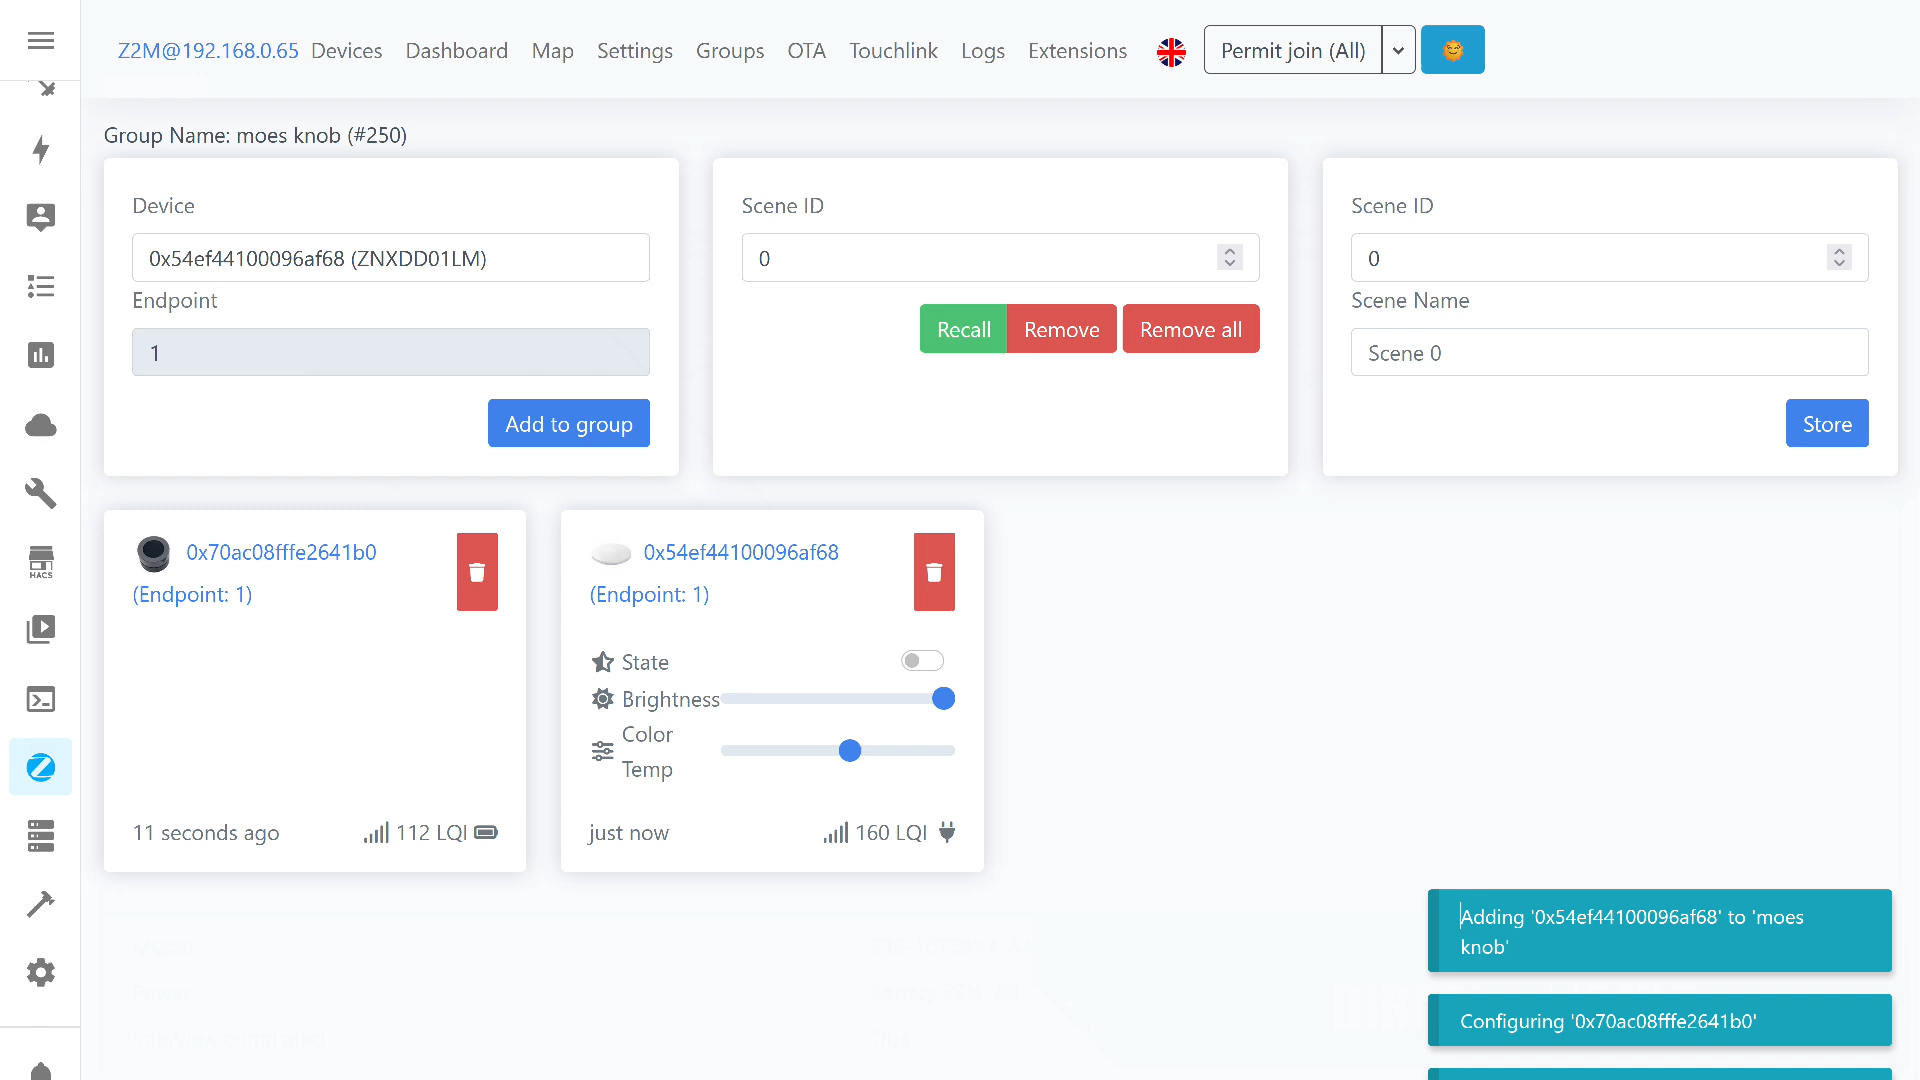 Z2M@192.168.0.65 Devices Dashboard Map Settings Groups OTA Touchlink Logs Extensions Permit join (All)
Group Name: moes knob (#250)
Device
0x54ef44100096af68 (ZNXDD01LM)
Endpoint
1
Add to group
Scene ID
0
Recall Remove Remove all
Scene ID
0
Scene Name
Scene 0
Store
0x70ac08fffe2641b0
(Endpoint: 1)
11 seconds ago 112 LQI
0x54ef44100096af68
(Endpoint: 1)
State
Brightness
Color
Temp
just now 160 LQI
HACS
Adding '0x54ef44100096af68' to 'moes
knob'
Configuring '0x70ac08fffe2641b0'